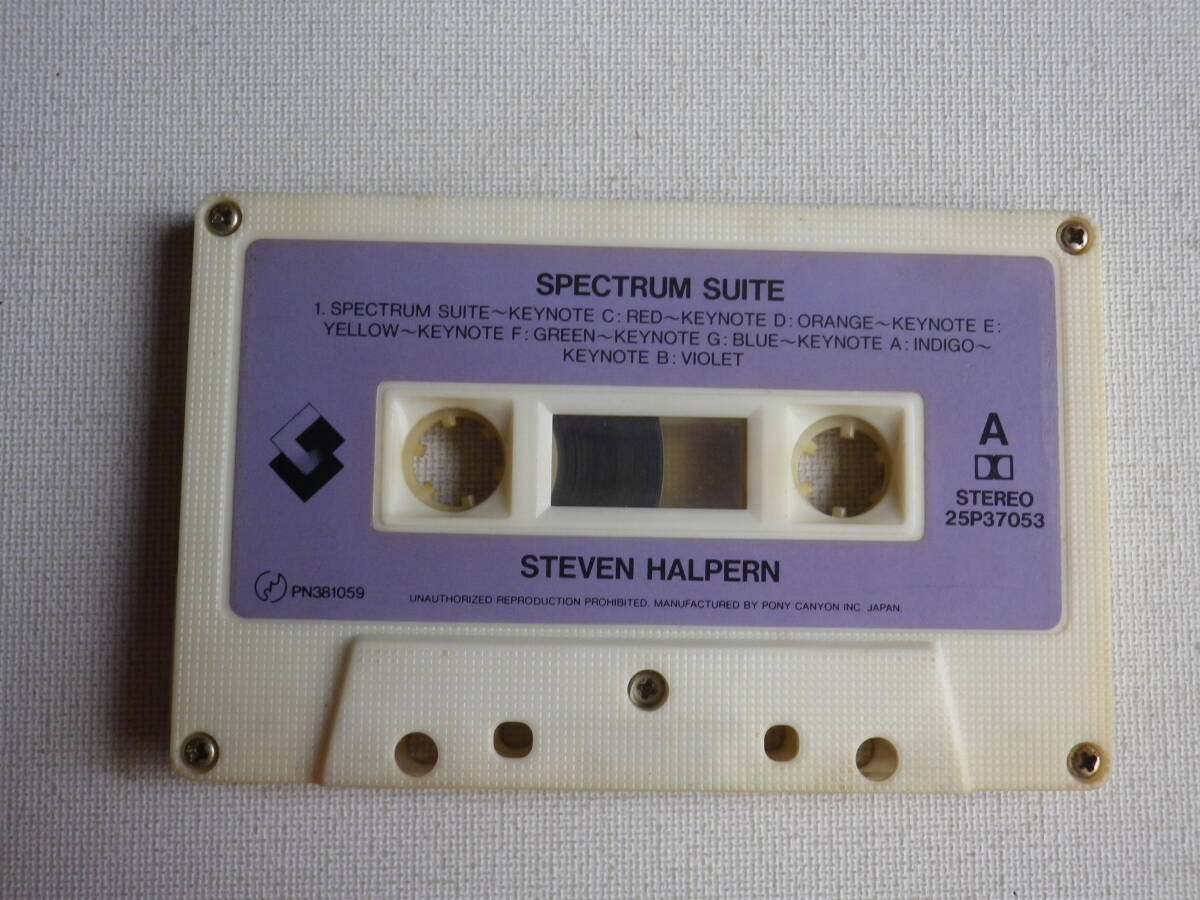 SPECTRUM SUITE
1. SPECTRUM SUITE～KEYNOTE C: RED～KEYNOTE D: ORANGE～KEYNOTE E:
YELLOW～KEYNOTE F: GREEN～KEYNOTE G: BLUE～KEYNOTE A: INDIGO～
KEYNOTE B: VIOLET
A
STEREO
25P37053
STEVEN HALPERN
PN381059
UNAUTHORIZED REPRODUCTION PROHIBITED. MANUFACTURED BY PONY CANYON INC. JAPAN.